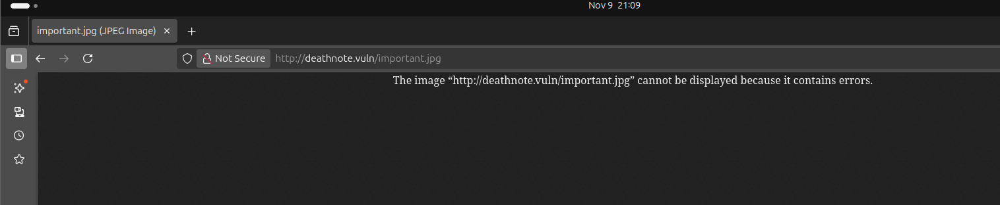 Nov 9 21:09
important.jpg (JPEG Image)
Not Secure
http://deathnote.vuln/important.jpg
The image “http://deathnote.vuln/important.jpg” cannot be displayed because it contains errors.